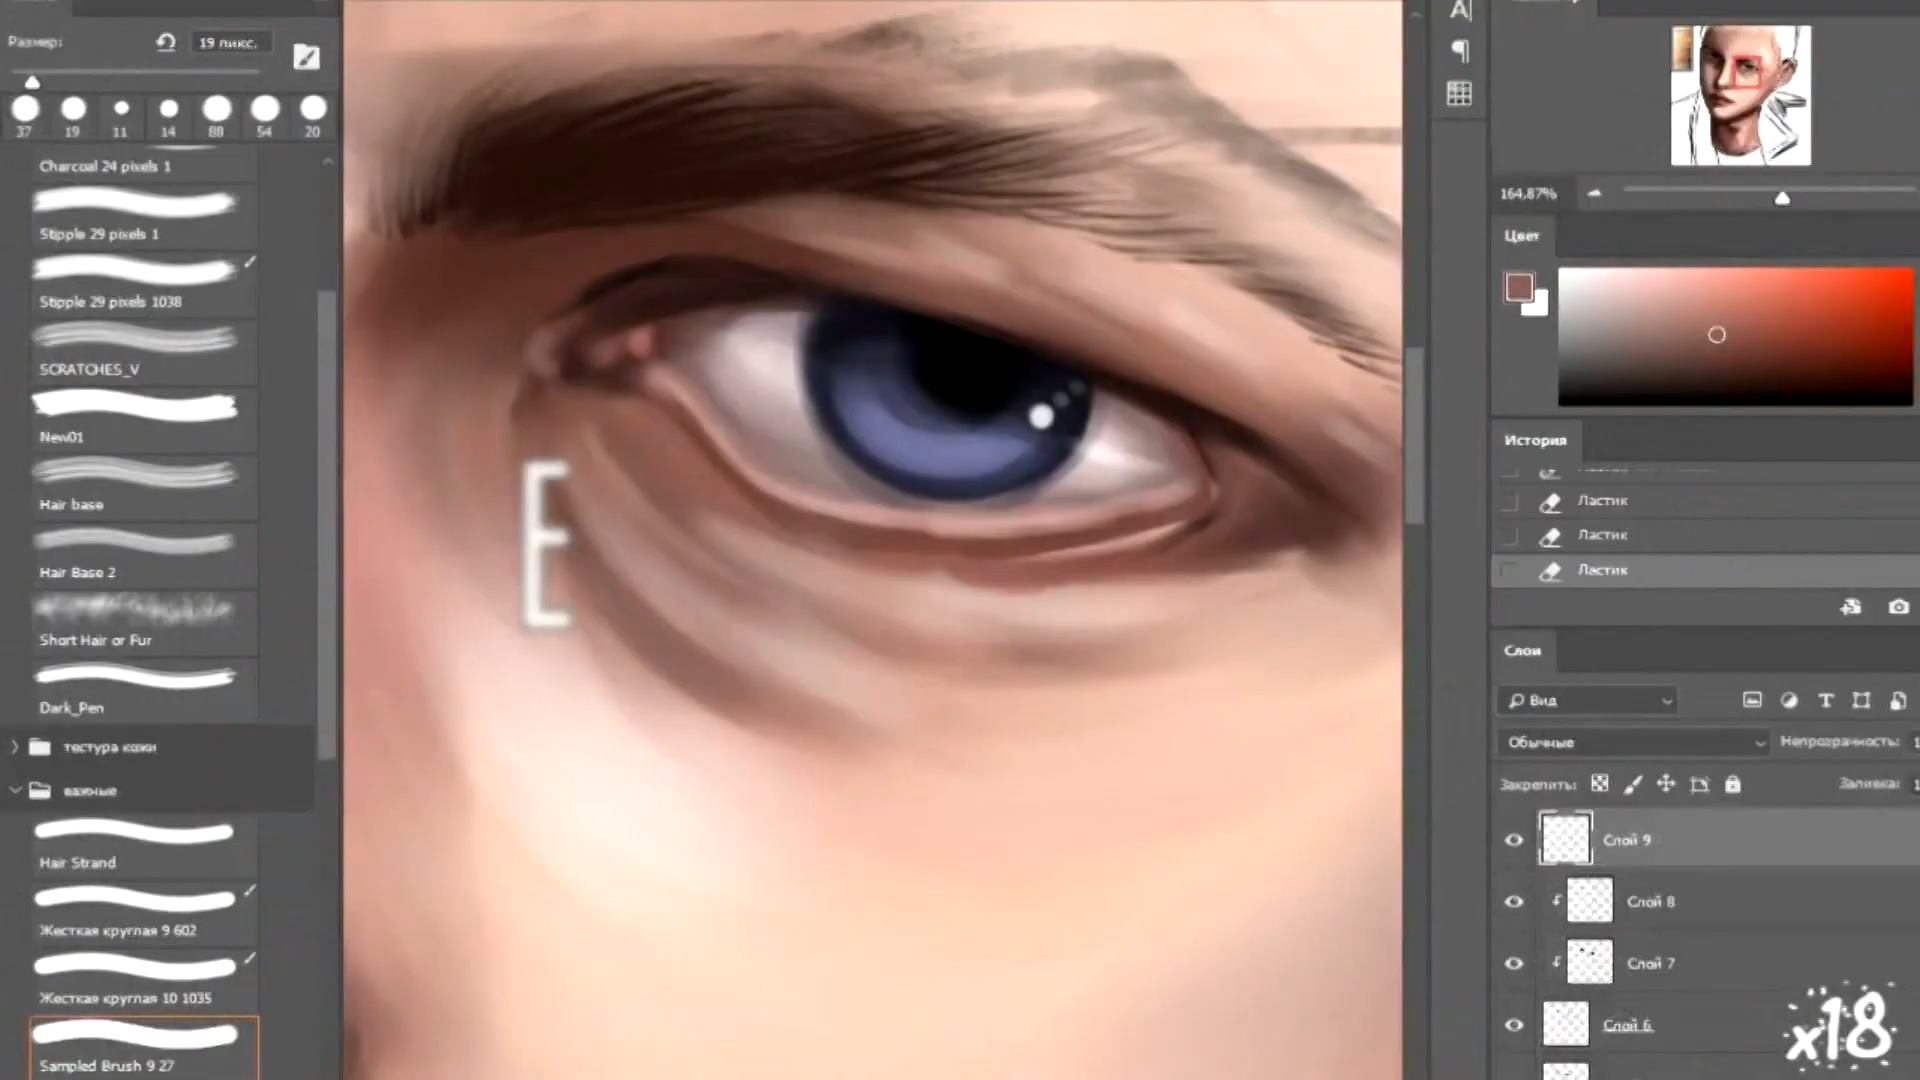 Размер:
19 пикс.
37 19 11 14 88 54 20
Charcoal 24 pixels 1
Stipple 29 pixels 1
Stipple 29 pixels 1038
SCRATCHES_V
New01
Hair base
Hair Base 2
Short Hair or Fur
Dark_Pen
тестура кожи
важные
Hair Strand
Жесткая круглая 9 602
Жесткая круглая 10 1035
Sampled Brush 9 27
E
164,87%
Цвет
История
Ластик
Ластик
Ластик
Слои
Вид
Обычные
Непрозрачность:
Закрепить:
Заливка:
Слой 9
Слой 8
Слой 7
Слой 6
x18